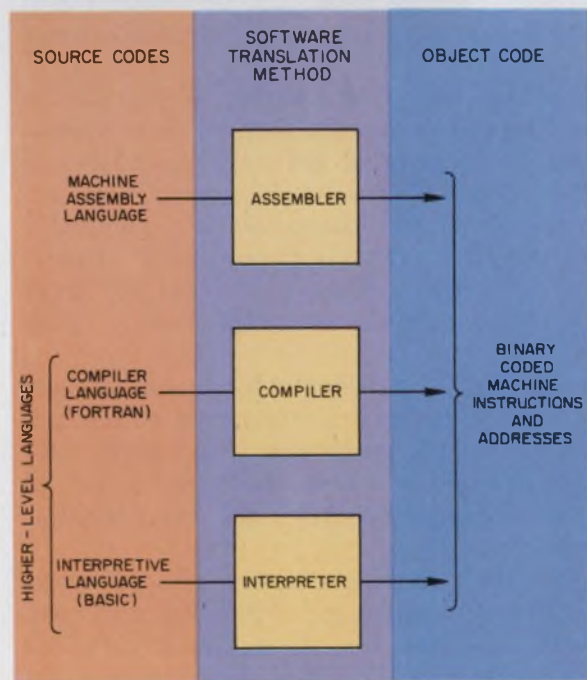 SOURCE CODES
SOFTWARE
TRANSLATION
METHOD
OBJECT CODE
MACHINE
ASSEMBLY
LANGUAGE
ASSEMBLER
HIGHER-LEVEL LANGUAGES
COMPILER
LANGUAGE
(FORTRAN)
COMPILER
INTERPRETIVE
LANGUAGE
(BASIC)
INTERPRETER
BINARY
CODED
MACHINE
INSTRUCTIONS
AND
ADDRESSES